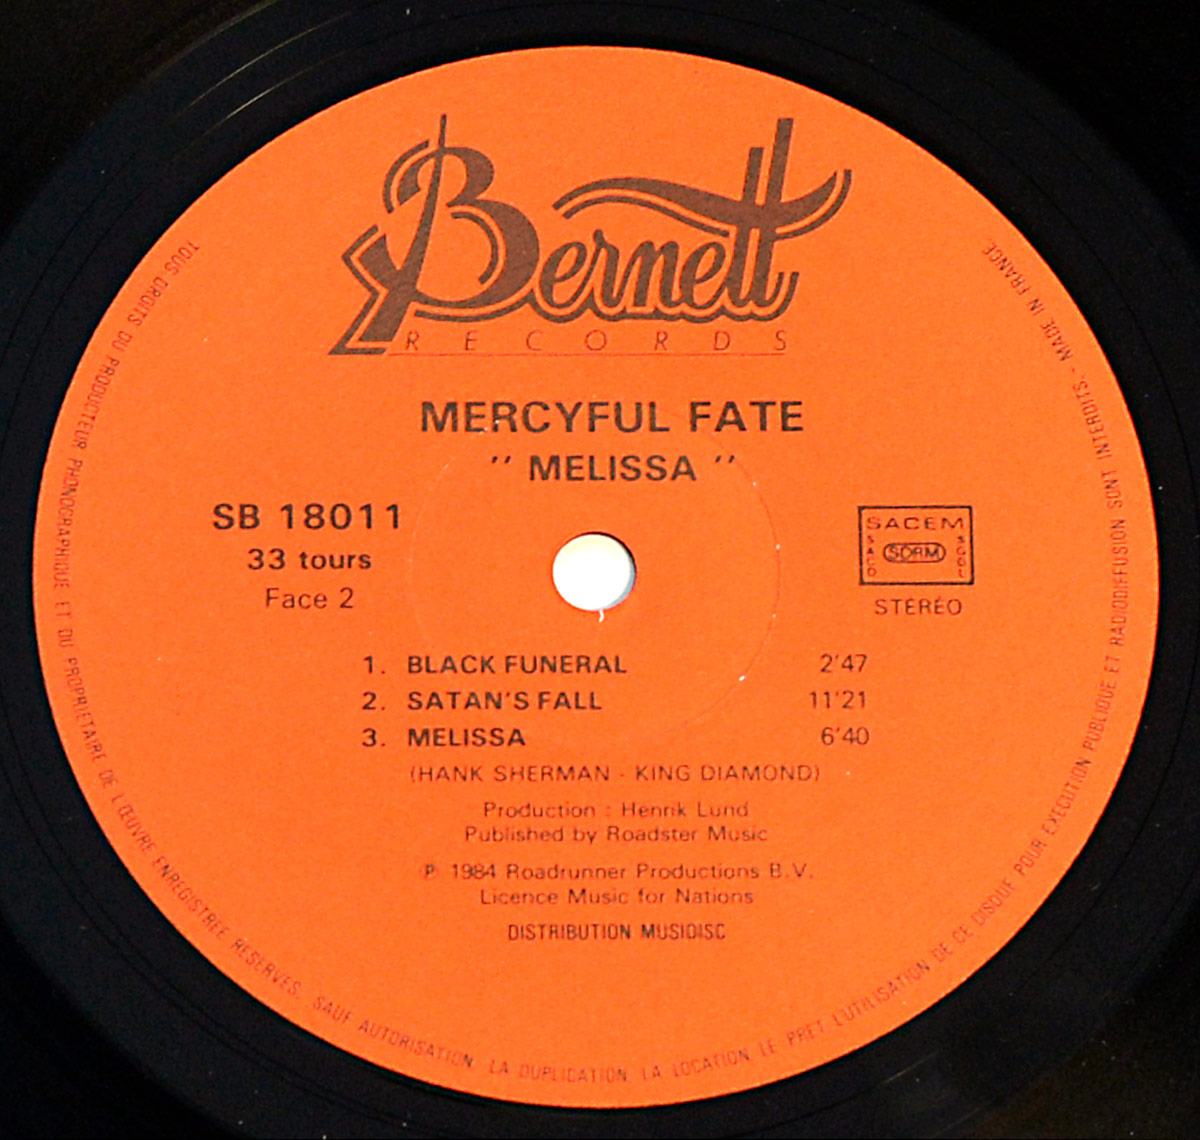 Bernett
RECORDS
MERCYFUL FATE
" MELISSA "
SB 18011
33 tours
Face 2
SACEM
SACD
SDRM
SGDL
STÉRÉO
1. BLACK FUNERAL 2'47
2. SATAN'S FALL 11'21
3. MELISSA 6'40
(HANK SHERMAN - KING DIAMOND)
Production : Henrik Lund
Published by Roadster Music
℗ 1984 Roadrunner Productions B.V.
Licence Music for Nations
DISTRIBUTION MUSIDISC
TOUS DROITS DU PRODUCTEUR PHONOGRAPHIQUE ET DU PROPRIETAIRE DE L'ŒUVRE ENREGISTREE RESERVES. SAUF AUTORISATION, LA DUPLICATION, LA LOCATION, LE PRET, L'UTILISATION DE CE DISQUE POUR EXECUTION PUBLIQUE ET RADIODIFFUSION SONT INTERDITS. - MADE IN FRANCE